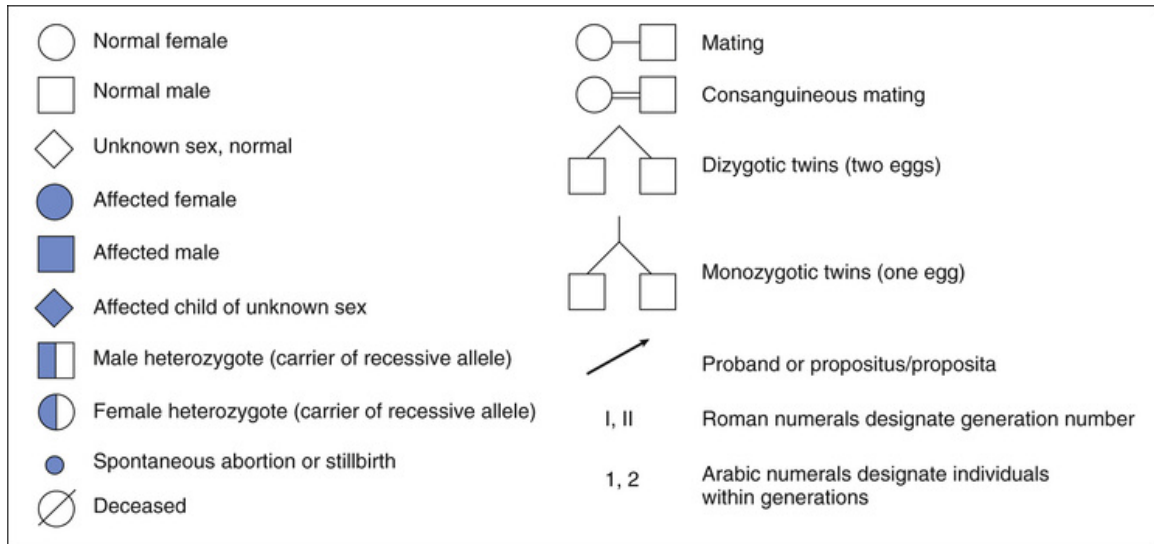 Normal female
Normal male
Unknown sex, normal
Affected female
Affected male
Affected child of unknown sex
Male heterozygote (carrier of recessive allele)
Female heterozygote (carrier of recessive allele)
Spontaneous abortion or stillbirth
Deceased
Mating
Consanguineous mating
Dizygotic twins (two eggs)
Monozygotic twins (one egg)
Proband or propositus/proposita
I, II Roman numerals designate generation number
1, 2 Arabic numerals designate individuals
within generations